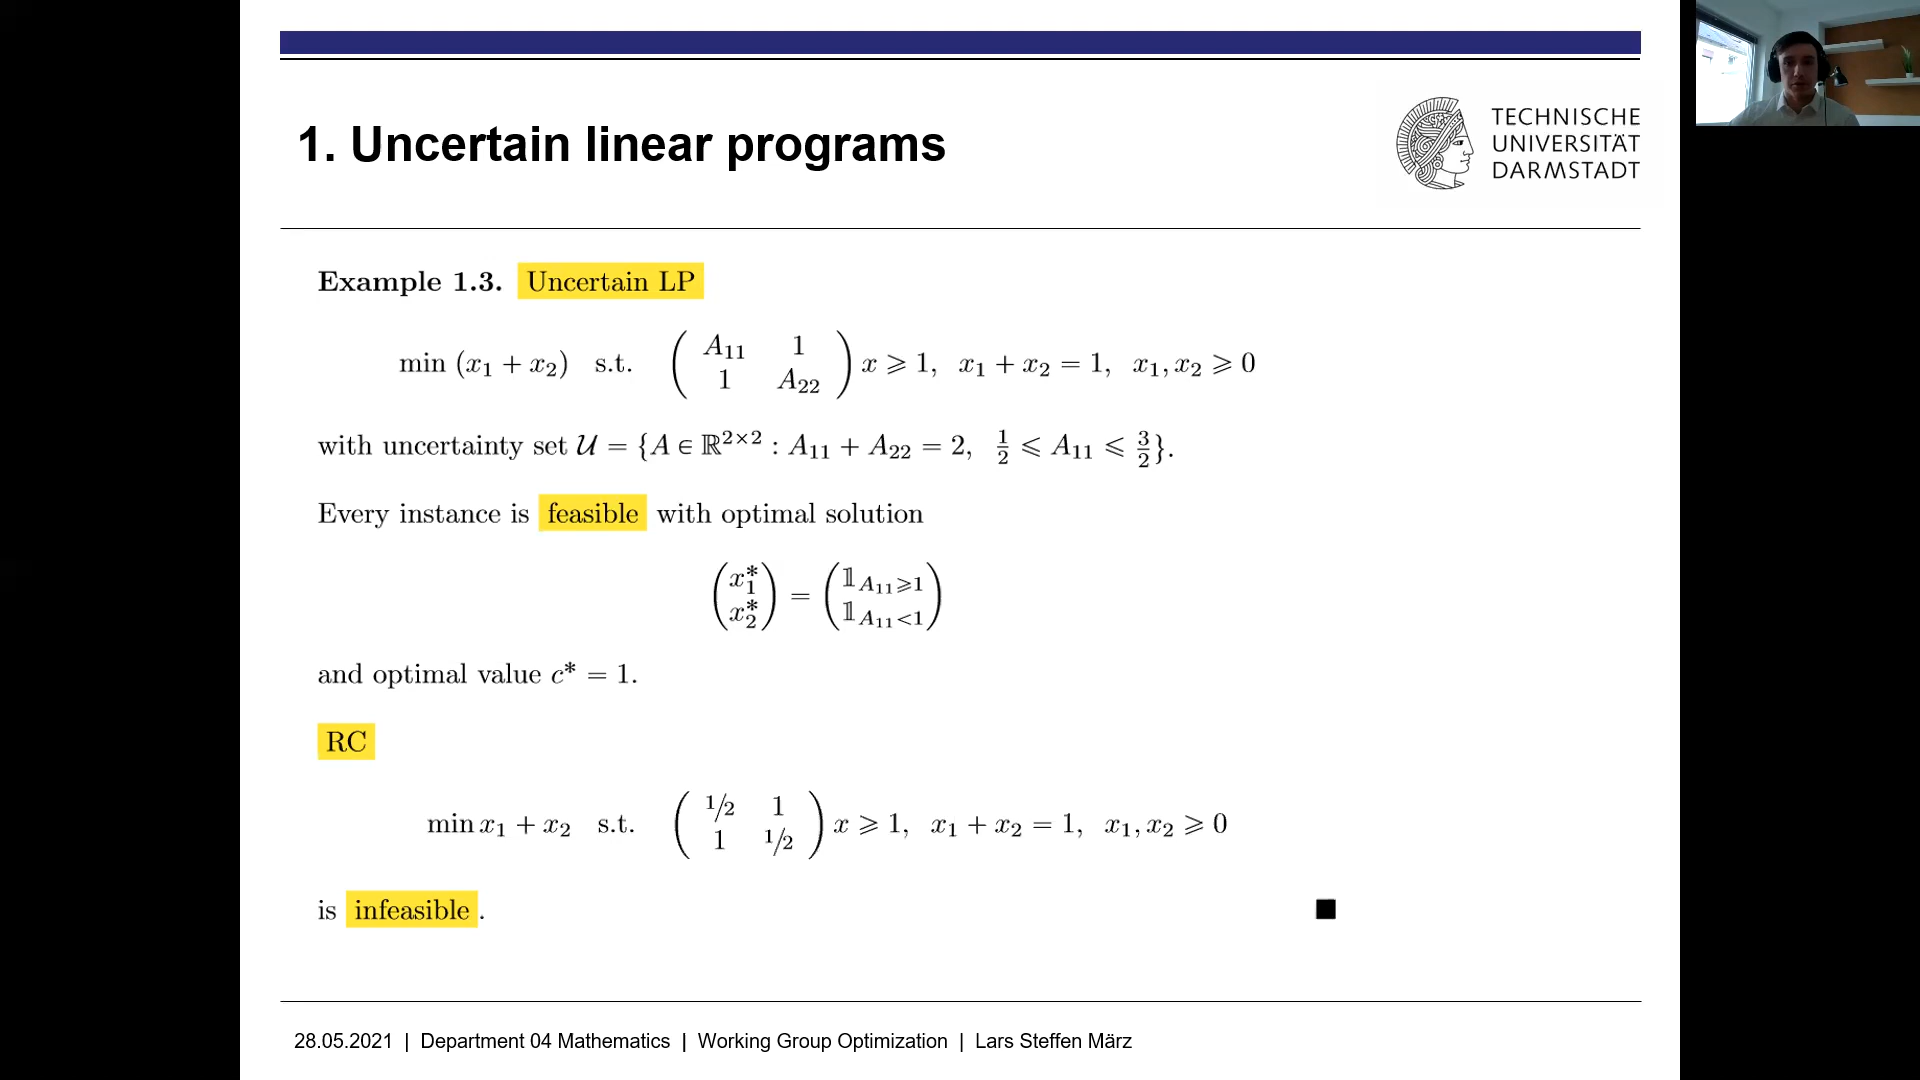 1. Uncertain linear programs
TECHNISCHE
UNIVERSITÄT
DARMSTADT
Example 1.3. Uncertain LP
min (x₁ + x₂) s.t. ( A₁₁ 1 ; 1 A₂₂ ) x ⩾ 1, x₁ + x₂ = 1, x₁, x₂ ⩾ 0
with uncertainty set 𝒰 = {A ∈ ℝ²ˣ² : A₁₁ + A₂₂ = 2, 1/2 ⩽ A₁₁ ⩽ 3/2}.
Every instance is feasible with optimal solution
( x₁* ; x₂* ) = ( 𝟙 A₁₁⩾1 ; 𝟙 A₁₁<1 )
and optimal value c* = 1.
RC
min x₁ + x₂ s.t. ( 1/2 1 ; 1 1/2 ) x ⩾ 1, x₁ + x₂ = 1, x₁, x₂ ⩾ 0
is infeasible.
28.05.2021 | Department 04 Mathematics | Working Group Optimization | Lars Steffen März